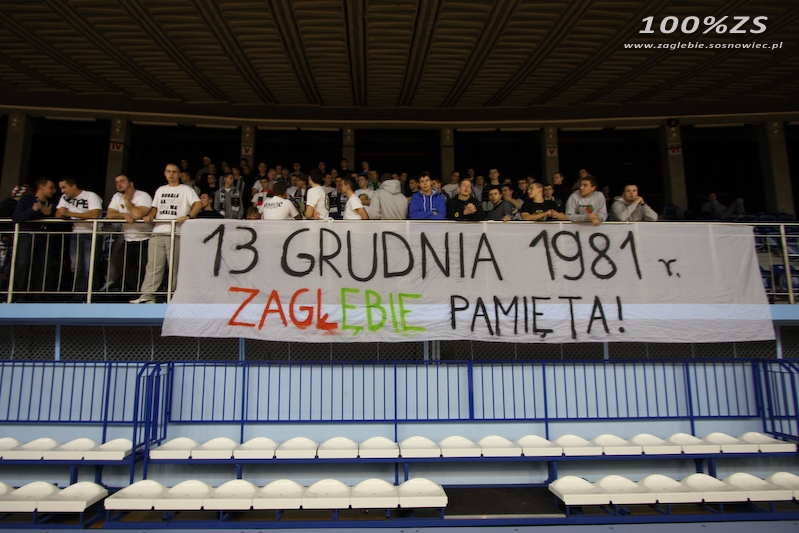 100%ZS
www.zaglebie.sosnowiec.pl
13 GRUDNIA 1981 r.
ZAGŁĘBIE PAMIĘTA!